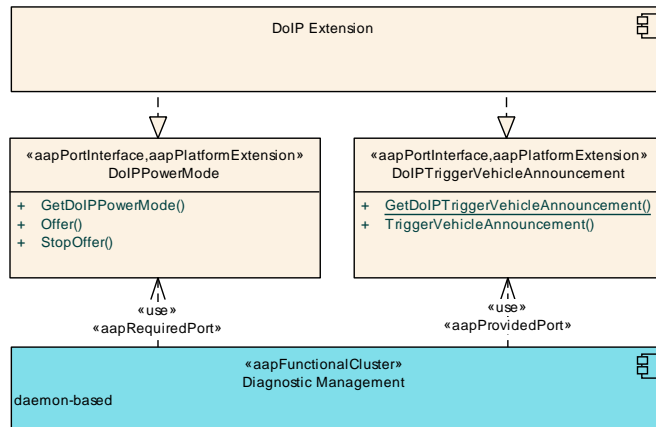 DoIP Extension
«aapPortInterface,aapPlatformExtension»
DoIPPowerMode
+ GetDoIPPowerMode()
+ Offer()
+ StopOffer()
«aapPortInterface,aapPlatformExtension»
DoIPTriggerVehicleAnnouncement
+ GetDoIPTriggerVehicleAnnouncement()
+ TriggerVehicleAnnouncement()
«use»
«aapRequiredPort»
«use»
«aapProvidedPort»
«aapFunctionalCluster»
Diagnostic Management
daemon-based